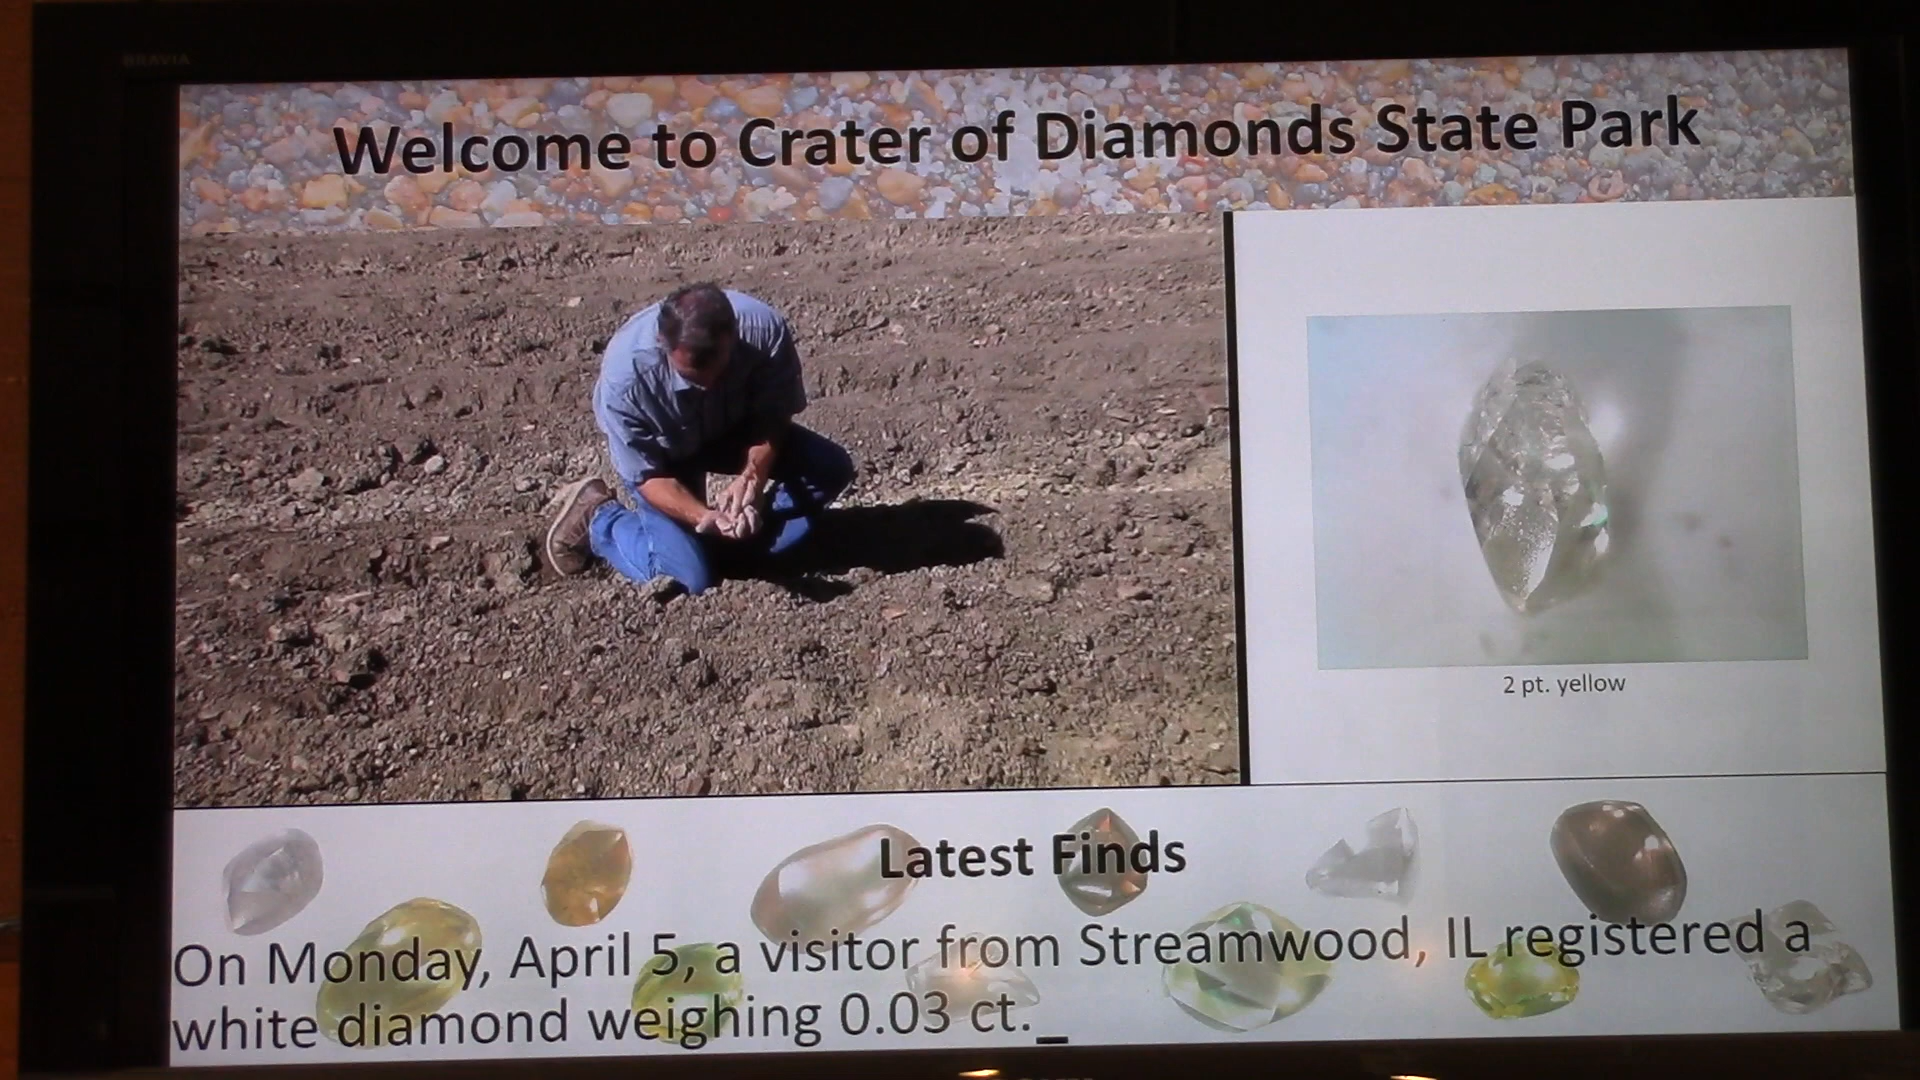 BRAVIA
Welcome to Crater of Diamonds State Park
2 pt. yellow
Latest Finds
On Monday, April 5, a visitor from Streamwood, IL registered a
white diamond weighing 0.03 ct._